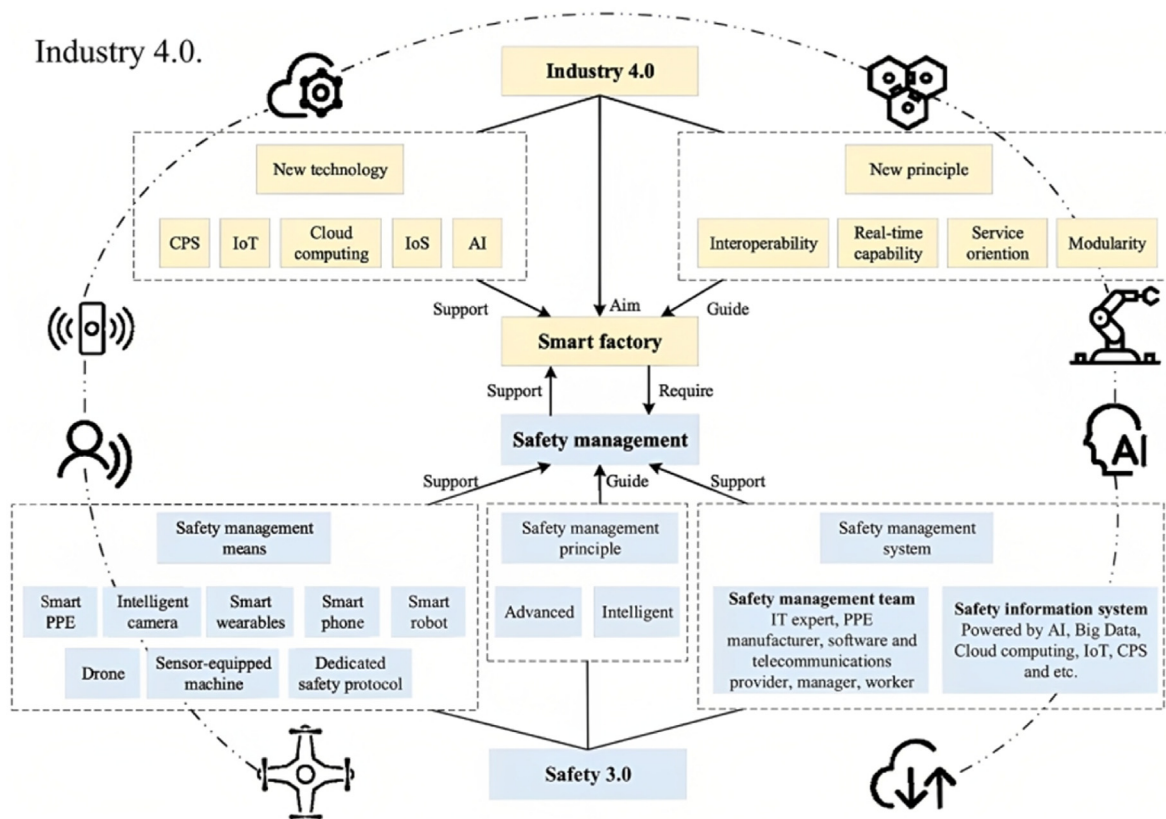 Industry 4.0.
Industry 4.0
New technology
CPS
IoT
Cloud
computing
IoS
AI
New principle
Interoperability
Real-time
capability
Service
oriention
Modularity
Support
Aim
Guide
Smart factory
Support
Require
Safety management
Support
Guide
Support
Safety management
means
Smart
PPE
Intelligent
camera
Smart
wearables
Smart
phone
Smart
robot
Drone
Sensor-equipped
machine
Dedicated
safety protocol
Safety management
principle
Advanced
Intelligent
Safety management
system
Safety management team
IT expert, PPE
manufacturer, software and
telecommunications
provider, manager, worker
Safety information system
Powered by AI, Big Data,
Cloud computing, IoT, CPS
and etc.
AI
Safety 3.0